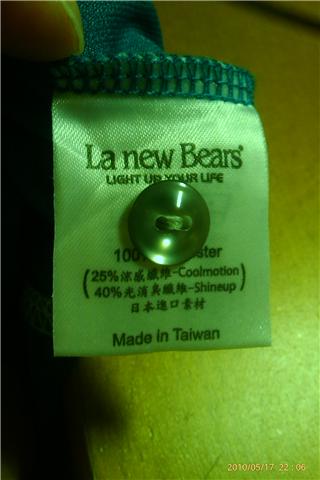 La new Bears
LIGHT UP YOUR LIFE
100
(25%涼感纖維-Coolmotion
40%光消臭纖維-Shineup)
日本進口素材
Made in Taiwan
2010/05/17 22:06